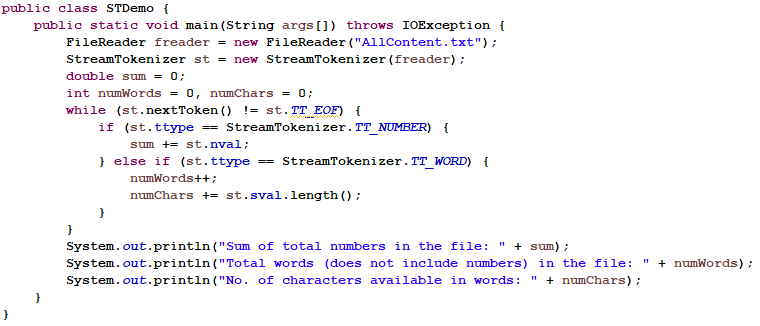 public class STDemo {
    public static void main(String args[]) throws IOException {
        FileReader freader = new FileReader("AllContent.txt");
        StreamTokenizer st = new StreamTokenizer(freader);
        double sum = 0;
        int numWords = 0, numChars = 0;
        while (st.nextToken() != st.TT_EOF) {
            if (st.ttype == StreamTokenizer.TT_NUMBER) {
                sum += st.nval;
            } else if (st.ttype == StreamTokenizer.TT_WORD) {
                numWords++;
                numChars += st.sval.length();
            }
        }
        System.out.println("Sum of total numbers in the file: " + sum);
        System.out.println("Total words (does not include numbers) in the file: " + numWords);
        System.out.println("No. of characters available in words: " + numChars);
    }
}